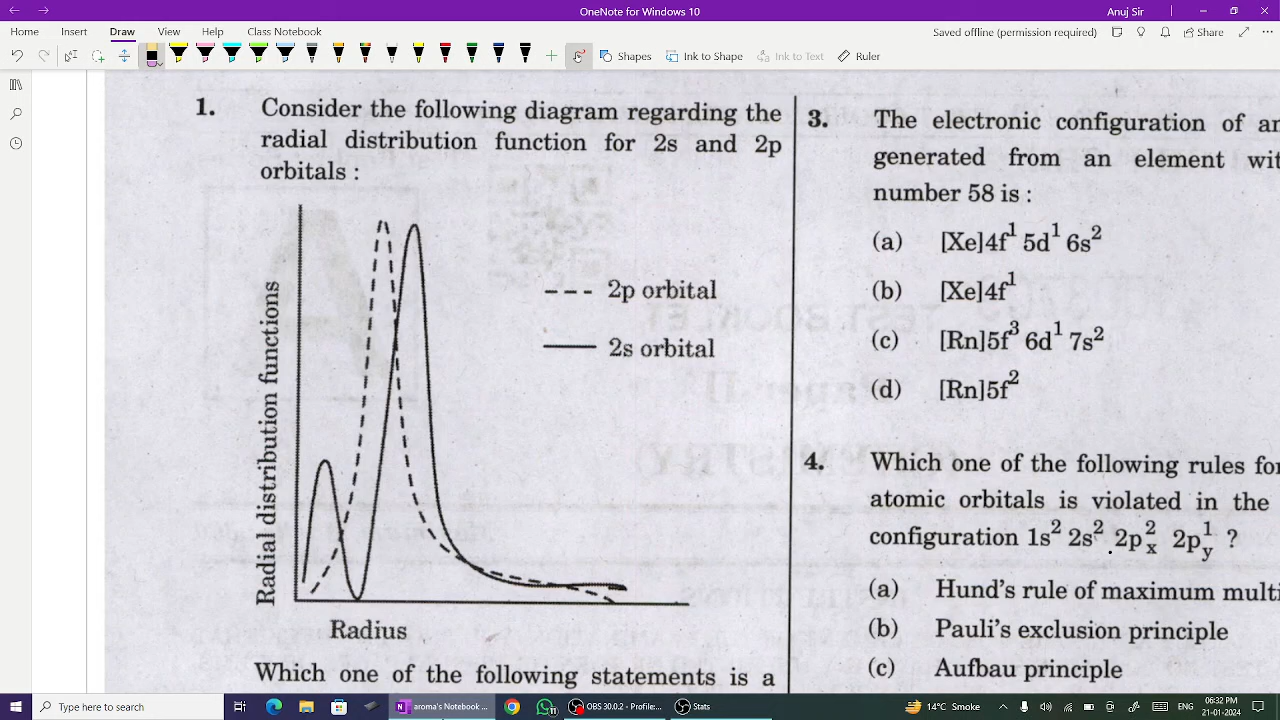 OneNote for Windows 10
Anuj Sir
Home Insert Draw View Help Class Notebook
Saved offline (permission required)
Share
Shapes Ink to Shape Ink to Text Ruler
1. Consider the following diagram regarding the
radial distribution function for 2s and 2p
orbitals :
--- 2p orbital
—— 2s orbital
Radial distribution functions
Radius
Which one of the following statements is a
3. The electronic configuration of an
generated from an element wit
number 58 is :
(a) [Xe]4f¹ 5d¹ 6s²
(b) [Xe]4f¹
(c) [Rn]5f³ 6d¹ 7s²
(d) [Rn]5f²
4. Which one of the following rules for
atomic orbitals is violated in the
configuration 1s² 2s² 2pₓ² 2p_y¹ ?
(a) Hund's rule of maximum multi
(b) Pauli's exclusion principle
(c) Aufbau principle
Type here to search
aroma's Notebook ...
11
OBS 30.0.2 - Profile:...
Stats
14°C Smoke
06:32 PM
21-01-2024